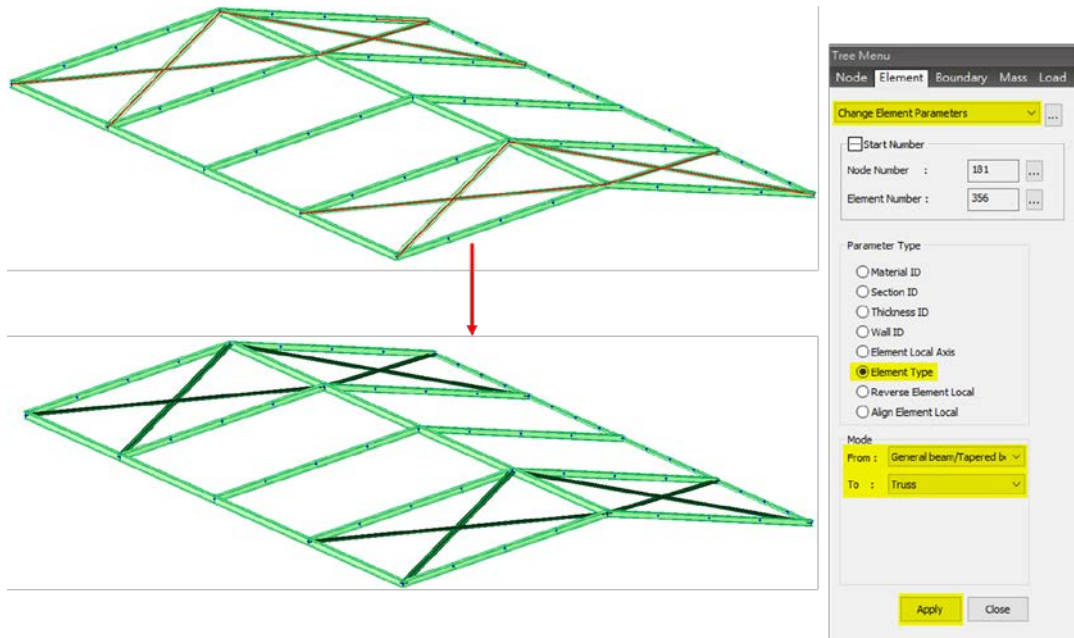 Tree Menu
Node Element Boundary Mass Load
Change Element Parameters ...
Start Number
Node Number : 181 ...
Element Number : 356 ...
Parameter Type
Material ID
Section ID
Thickness ID
Wall ID
Element Local Axis
Element Type
Reverse Element Local
Align Element Local
Mode
From : General beam/Tapered be
To : Truss
Apply Close